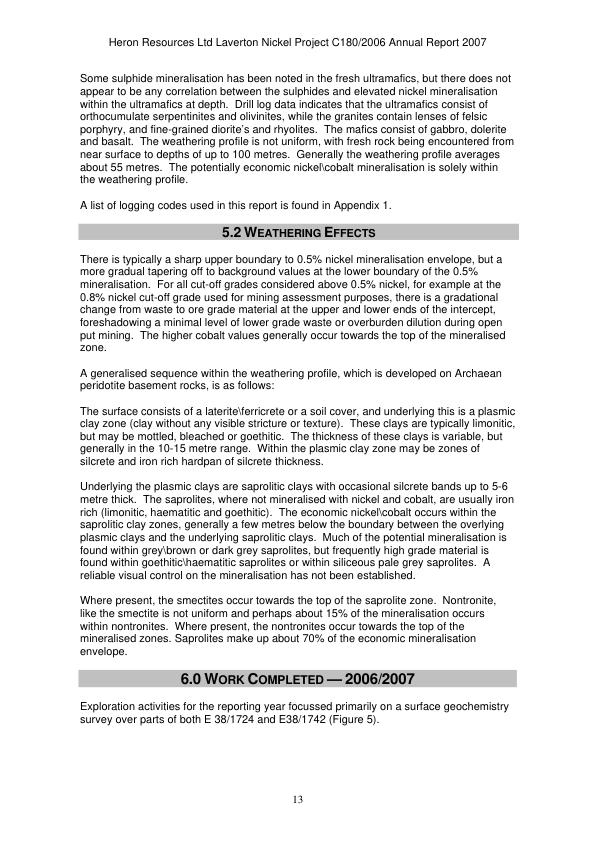 Heron Resources Ltd Laverton Nickel Project C180/2006 Annual Report 2007
Some sulphide mineralisation has been noted in the fresh ultramafics, but there does not
appear to be any correlation between the sulphides and elevated nickel mineralisation
within the ultramafics at depth.  Drill log data indicates that the ultramafics consist of
orthocumulate serpentinites and olivinites, while the granites contain lenses of felsic
porphyry, and fine-grained diorite's and rhyolites.  The mafics consist of gabbro, dolerite
and basalt.  The weathering profile is not uniform, with fresh rock being encountered from
near surface to depths of up to 100 metres.  Generally the weathering profile averages
about 55 metres.  The potentially economic nickel\cobalt mineralisation is solely within
the weathering profile.
A list of logging codes used in this report is found in Appendix 1.
5.2 WEATHERING EFFECTS
There is typically a sharp upper boundary to 0.5% nickel mineralisation envelope, but a
more gradual tapering off to background values at the lower boundary of the 0.5%
mineralisation.  For all cut-off grades considered above 0.5% nickel, for example at the
0.8% nickel cut-off grade used for mining assessment purposes, there is a gradational
change from waste to ore grade material at the upper and lower ends of the intercept,
foreshadowing a minimal level of lower grade waste or overburden dilution during open
put mining.  The higher cobalt values generally occur towards the top of the mineralised
zone.
A generalised sequence within the weathering profile, which is developed on Archaean
peridotite basement rocks, is as follows:
The surface consists of a laterite\ferricrete or a soil cover, and underlying this is a plasmic
clay zone (clay without any visible stricture or texture).  These clays are typically limonitic,
but may be mottled, bleached or goethitic.  The thickness of these clays is variable, but
generally in the 10-15 metre range.  Within the plasmic clay zone may be zones of
silcrete and iron rich hardpan of silcrete thickness.
Underlying the plasmic clays are saprolitic clays with occasional silcrete bands up to 5-6
metre thick.  The saprolites, where not mineralised with nickel and cobalt, are usually iron
rich (limonitic, haematitic and goethitic).  The economic nickel\cobalt occurs within the
saprolitic clay zones, generally a few metres below the boundary between the overlying
plasmic clays and the underlying saprolitic clays.  Much of the potential mineralisation is
found within grey\brown or dark grey saprolites, but frequently high grade material is
found within goethitic\haematitic saprolites or within siliceous pale grey saprolites.  A
reliable visual control on the mineralisation has not been established.
Where present, the smectites occur towards the top of the saprolite zone.  Nontronite,
like the smectite is not uniform and perhaps about 15% of the mineralisation occurs
within nontronites.  Where present, the nontronites occur towards the top of the
mineralised zones. Saprolites make up about 70% of the economic mineralisation
envelope.
6.0 WORK COMPLETED — 2006/2007
Exploration activities for the reporting year focussed primarily on a surface geochemistry
survey over parts of both E 38/1724 and E38/1742 (Figure 5).
13